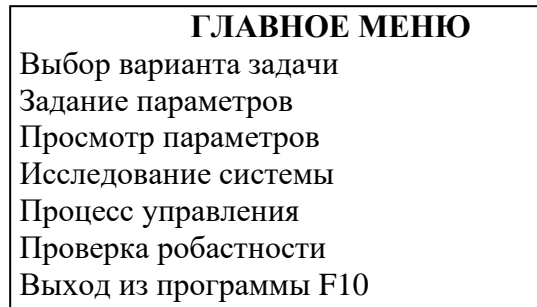 ГЛАВНОЕ МЕНЮ
Выбор варианта задачи
Задание параметров
Просмотр параметров
Исследование системы
Процесс управления
Проверка робастности
Выход из программы F10